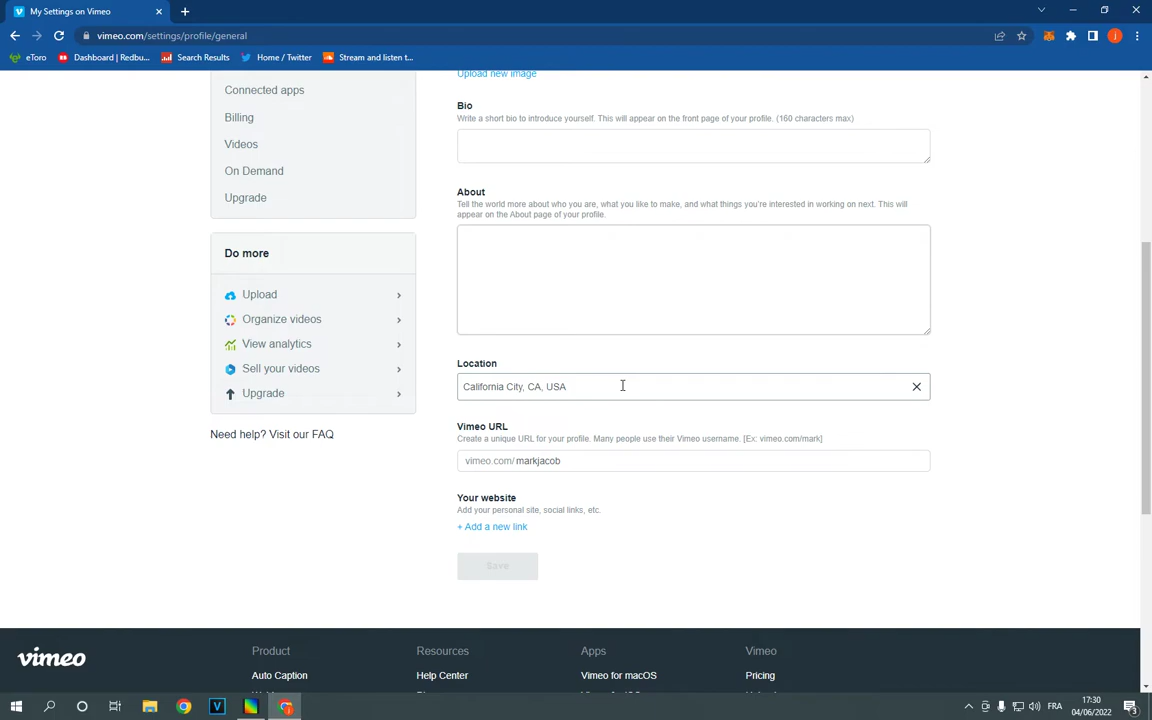 My Settings on Vimeo
vimeo.com/settings/profile/general
eToro
Dashboard | Redbu...
Search Results
Home / Twitter
Stream and listen t...
Upload new image
Connected apps
Billing
Videos
On Demand
Upgrade
Do more
Upload
Organize videos
View analytics
Sell your videos
Upgrade
Need help? Visit our FAQ
Bio
Write a short bio to introduce yourself. This will appear on the front page of your profile. (160 characters max)
About
Tell the world more about who you are, what you like to make, and what things you're interested in working on next. This will
appear on the About page of your profile.
Location
California City, CA, USA
Vimeo URL
Create a unique URL for your profile. Many people use their Vimeo username. [Ex: vimeo.com/mark]
vimeo.com/ markjacob
Your website
Add your personal site, social links, etc.
+ Add a new link
Save
vimeo
Product
Resources
Apps
Vimeo
Auto Caption
Help Center
Vimeo for macOS
Pricing
FRA
17:30
04/06/2022
3